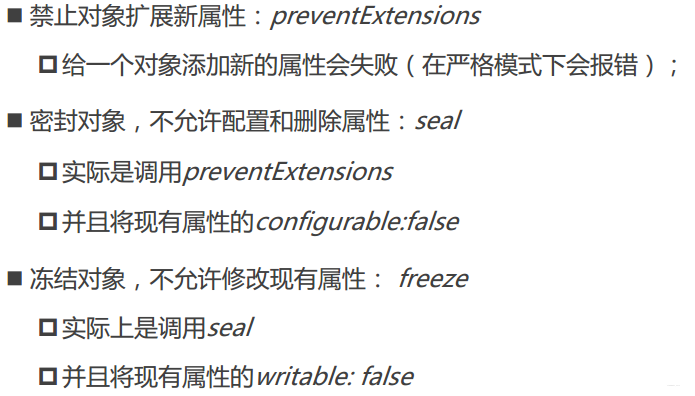 ■ 禁止对象扩展新属性：preventExtensions
给一个对象添加新的属性会失败（在严格模式下会报错）；
■ 密封对象，不允许配置和删除属性：seal
实际是调用preventExtensions
并且将现有属性的configurable:false
■ 冻结对象，不允许修改现有属性： freeze
实际上是调用seal
并且将现有属性的writable: false